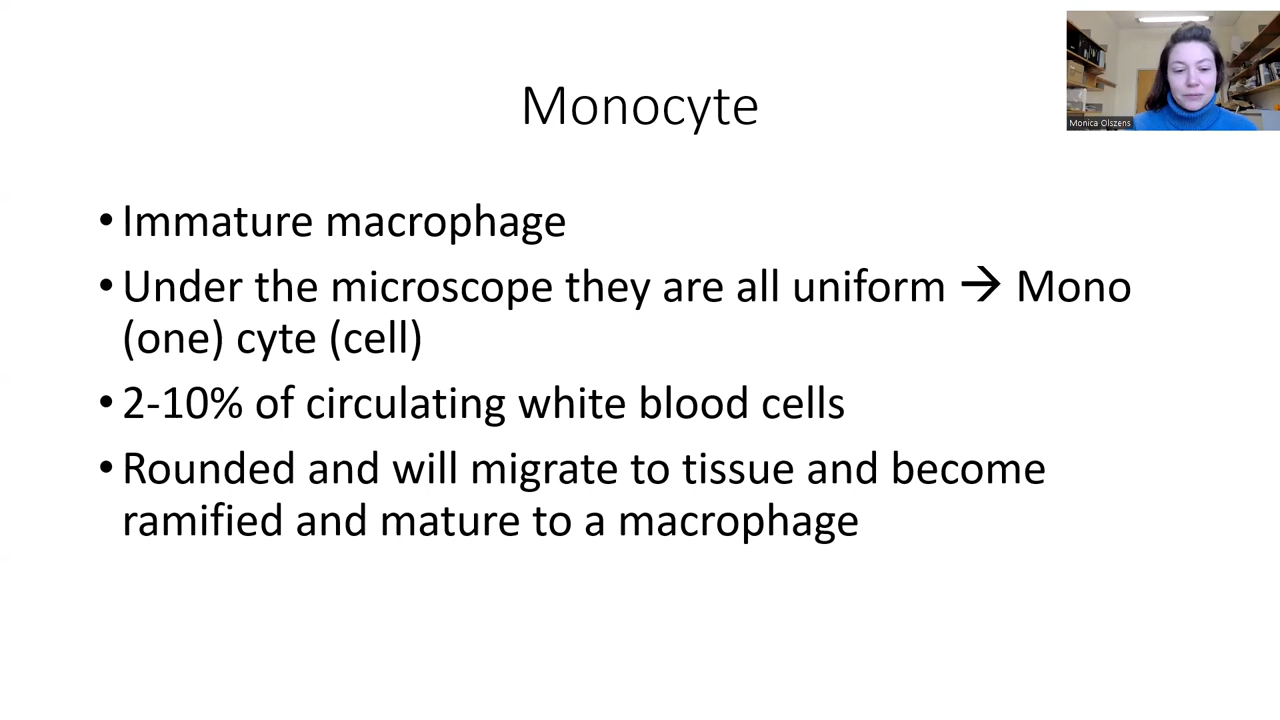 Monocyte
Monica Olszens
• Immature macrophage
• Under the microscope they are all uniform → Mono
(one) cyte (cell)
• 2-10% of circulating white blood cells
• Rounded and will migrate to tissue and become
ramified and mature to a macrophage